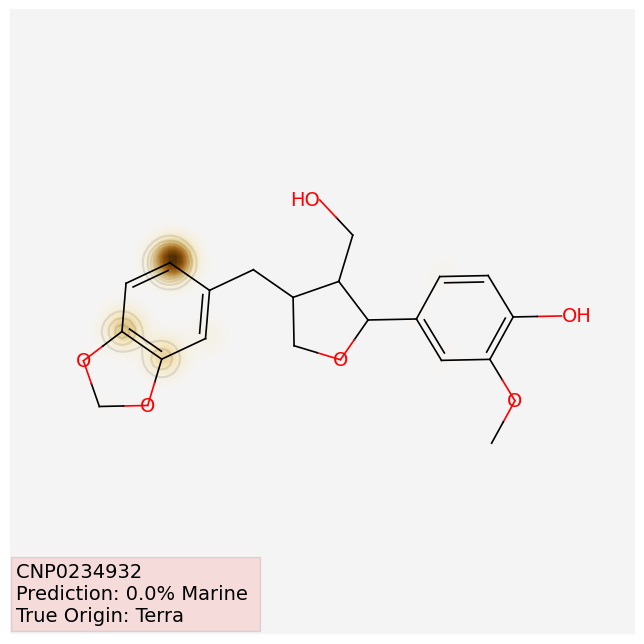 HO
OH
O
O
O
O
CNP0234932
Prediction: 0.0% Marine
True Origin: Terra